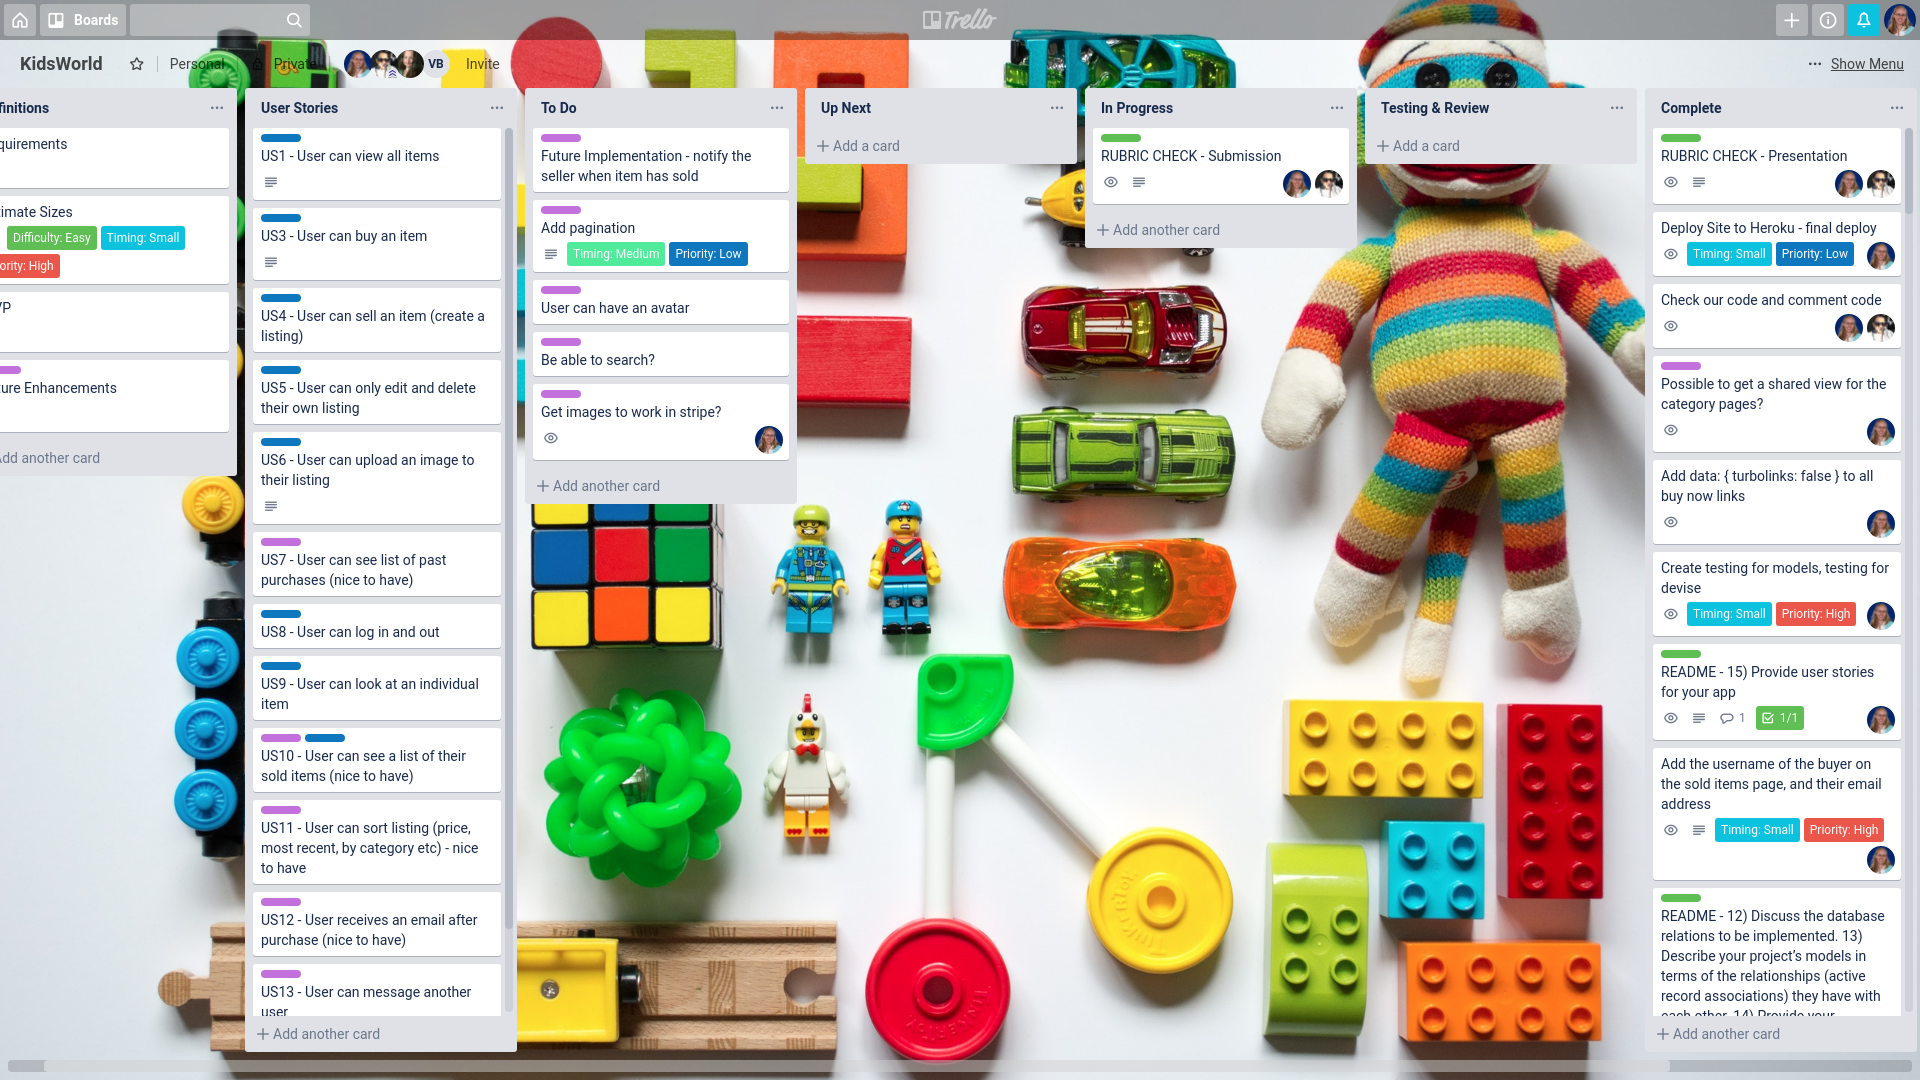 Boards
Trello
KidsWorld
Personal
Private
VB
Invite
Show Menu
finitions
quirements
imate Sizes
Difficulty: Easy
Timing: Small
ority: High
ure Enhancements
dd another card
User Stories
US1 - User can view all items
US3 - User can buy an item
US4 - User can sell an item (create a
listing)
US5 - User can only edit and delete
their own listing
US6 - User can upload an image to
their listing
US7 - User can see list of past
purchases (nice to have)
US8 - User can log in and out
US9 - User can look at an individual
item
US10 - User can see a list of their
sold items (nice to have)
US11 - User can sort listing (price,
most recent, by category etc) - nice
to have
US12 - User receives an email after
purchase (nice to have)
US13 - User can message another
user
Add another card
To Do
Future Implementation - notify the
seller when item has sold
Add pagination
Timing: Medium
Priority: Low
User can have an avatar
Be able to search?
Get images to work in stripe?
Add another card
Up Next
Add a card
In Progress
RUBRIC CHECK - Submission
Add another card
Testing & Review
Add a card
Complete
RUBRIC CHECK - Presentation
Deploy Site to Heroku - final deploy
Timing: Small
Priority: Low
Check our code and comment code
Possible to get a shared view for the
category pages?
Add data: { turbolinks: false } to all
buy now links
Create testing for models, testing for
devise
Timing: Small
Priority: High
README - 15) Provide user stories
for your app
1
1/1
Add the username of the buyer on
the sold items page, and their email
address
Timing: Small
Priority: High
README - 12) Discuss the database
relations to be implemented. 13)
Describe your project's models in
terms of the relationships (active
record associations) they have with
each other. 14) Provide your
Add another card